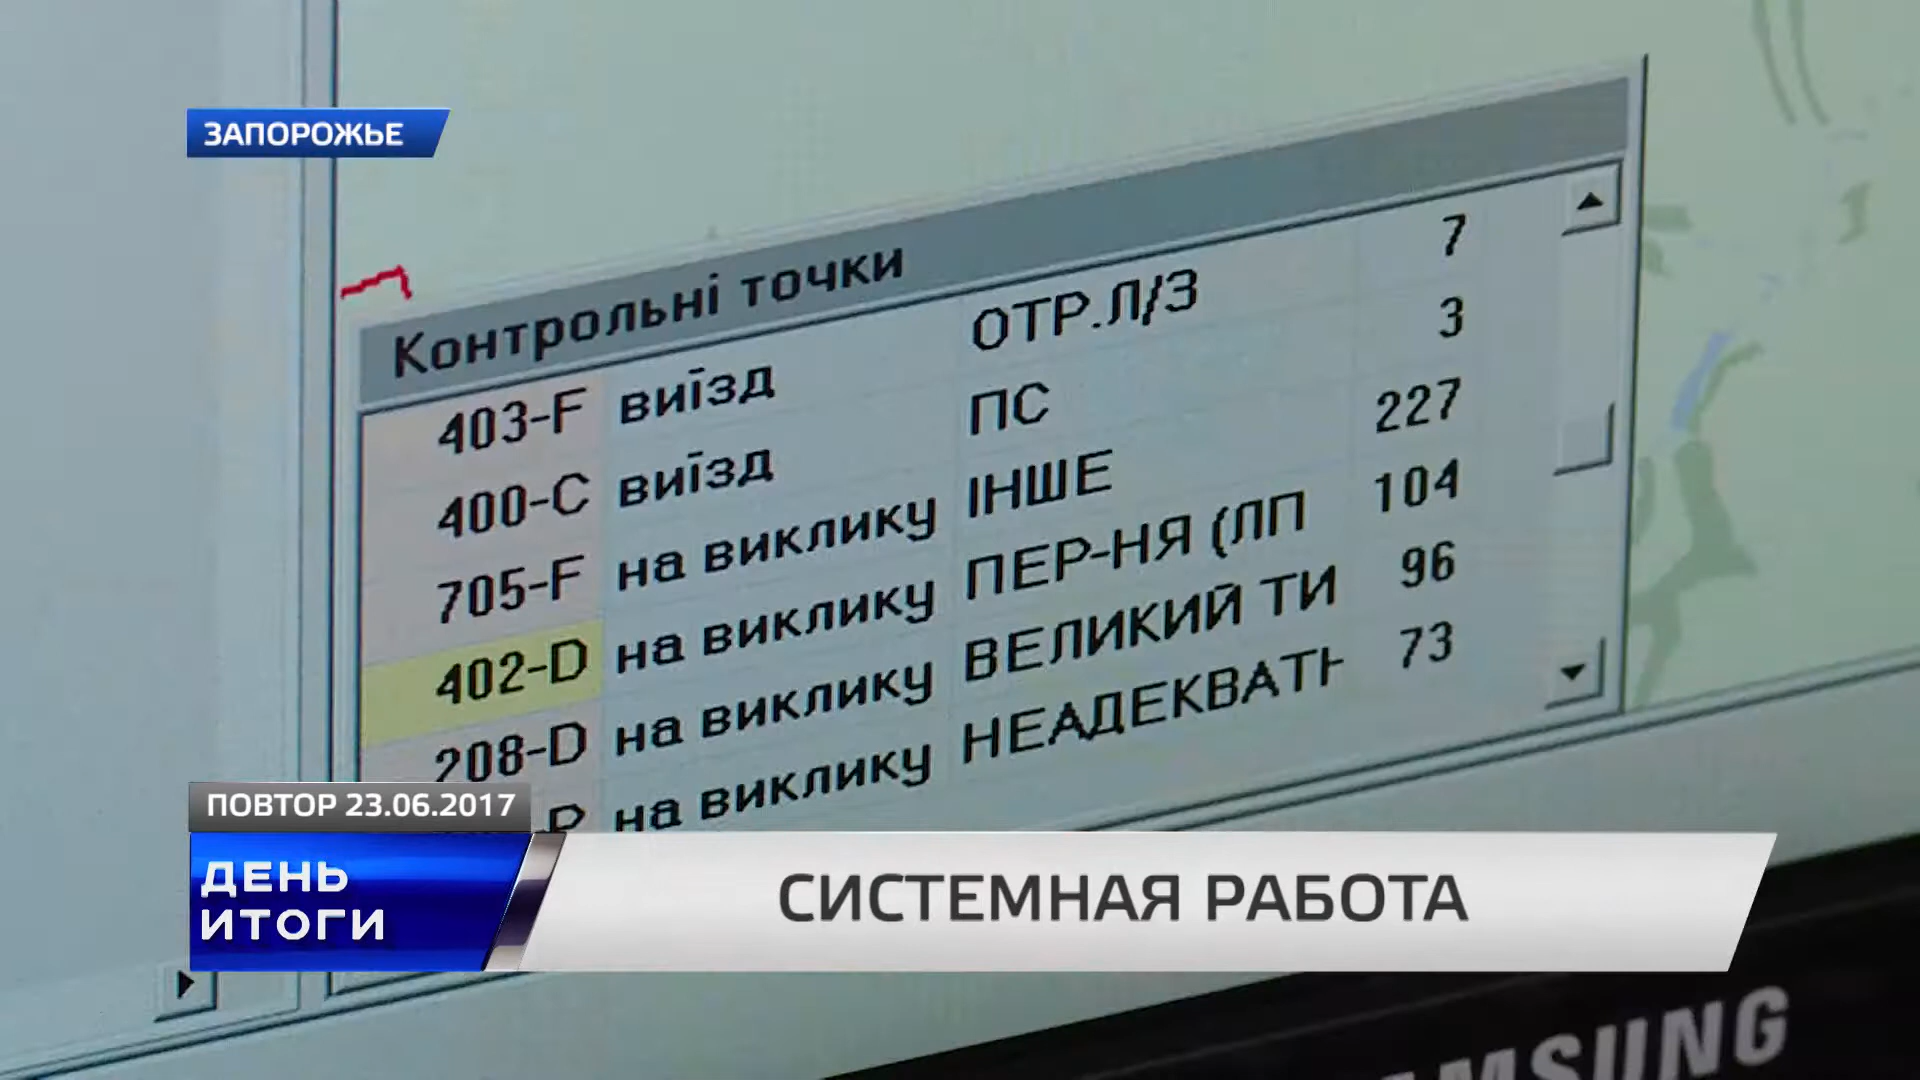 ЗАПОРОЖЬЕ
Контрольні точки
403-F виїзд ОТР.Л/З 7
400-C виїзд ПС 3
705-F на виклику ІНШЕ 227
402-D на виклику ПЕР-НЯ (ЛП 104
208-D на виклику ВЕЛИКИЙ ТИ 96
на виклику НЕАДЕКВАТН 73
ПОВТОР 23.06.2017
ДЕНЬ
ИТОГИ
СИСТЕМНАЯ РАБОТА
SAMSUNG